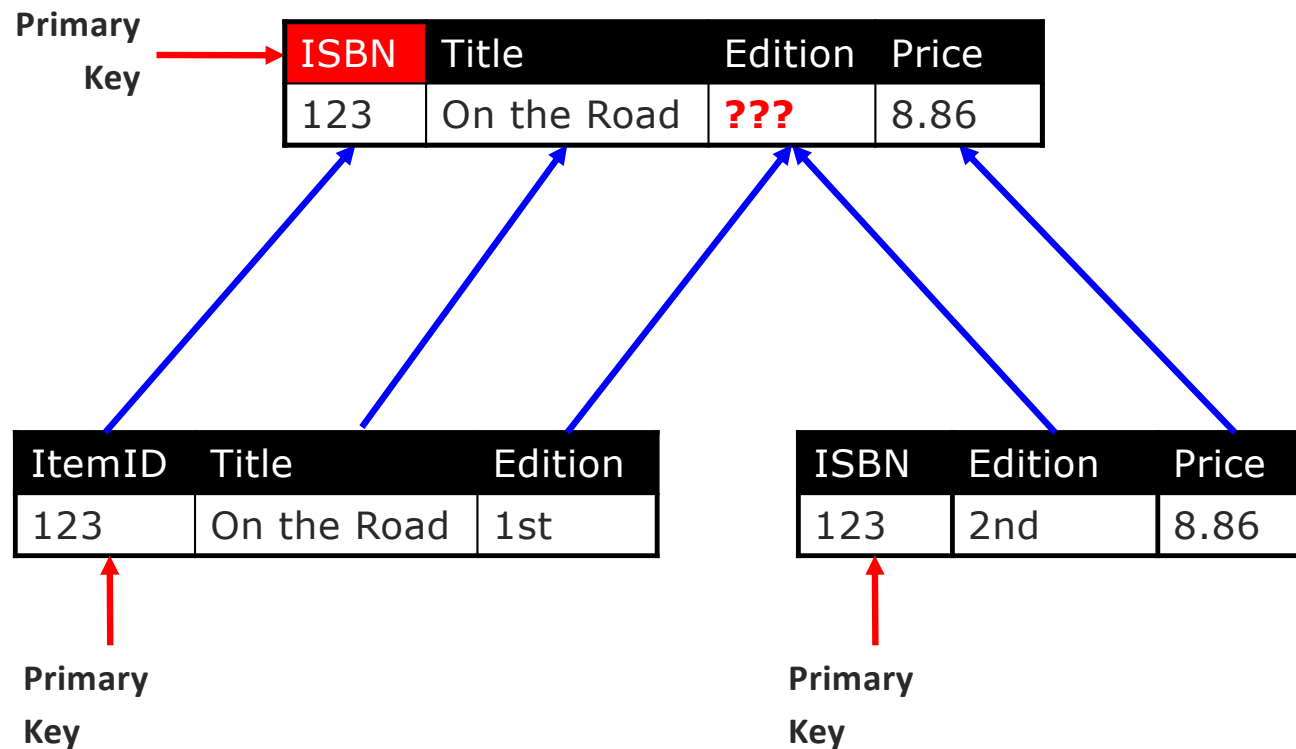 Primary
Key
ISBN Title Edition Price
123 On the Road ??? 8.86
ItemID Title Edition
123 On the Road 1st
ISBN Edition Price
123 2nd 8.86
Primary
Key
Primary
Key